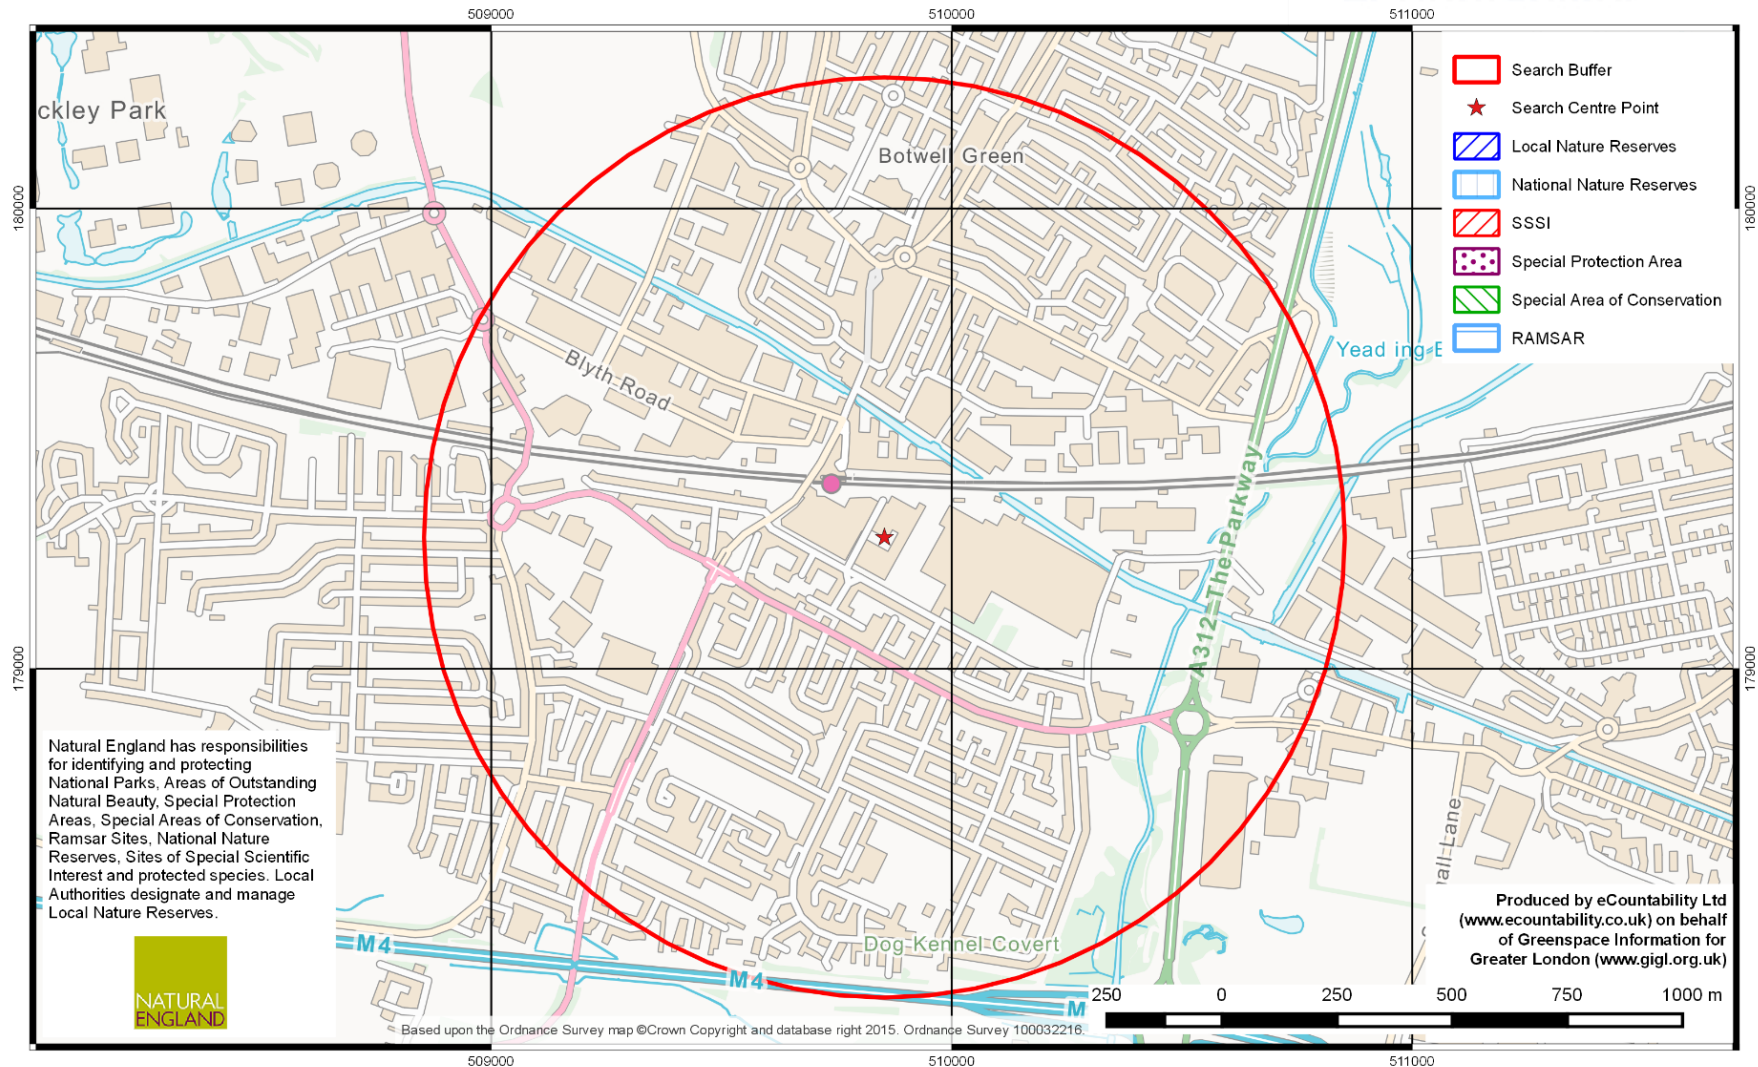 509000
510000
511000
ckley Park
Botwell Green
Search Buffer
Search Centre Point
Local Nature Reserves
National Nature Reserves
SSSI
Special Protection Area
Special Area of Conservation
RAMSAR
180000
180000
Yeading
Blyth Road
A312 The Parkway
179000
179000
Natural England has responsibilities
for identifying and protecting
National Parks, Areas of Outstanding
Natural Beauty, Special Protection
Areas, Special Areas of Conservation,
Ramsar Sites, National Nature
Reserves, Sites of Special Scientific
Interest and protected species. Local
Authorities designate and manage
Local Nature Reserves.
NATURAL
ENGLAND
M4
M4
M
Dog Kennel Covert
Lane
Produced by eCountability Ltd
(www.ecountability.co.uk) on behalf
of Greenspace Information for
Greater London (www.gigl.org.uk)
250 0 250 500 750 1000 m
Based upon the Ordnance Survey map ©Crown Copyright and database right 2015. Ordnance Survey 100032216.
509000
510000
511000